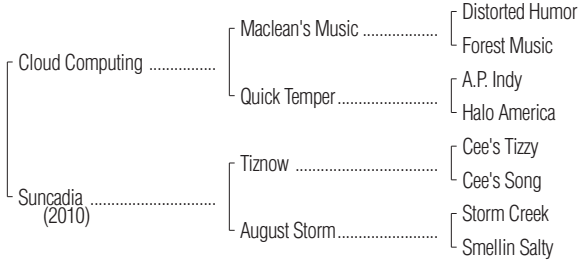 Distorted Humor
Maclean's Music ..................
Forest Music
Cloud Computing ................
A.P. Indy
Quick Temper........................
Halo America
Cee's Tizzy
Tiznow ..................................
Cee's Song
Suncadia ..............................
(2010)
Storm Creek
August Storm........................
Smellin Salty